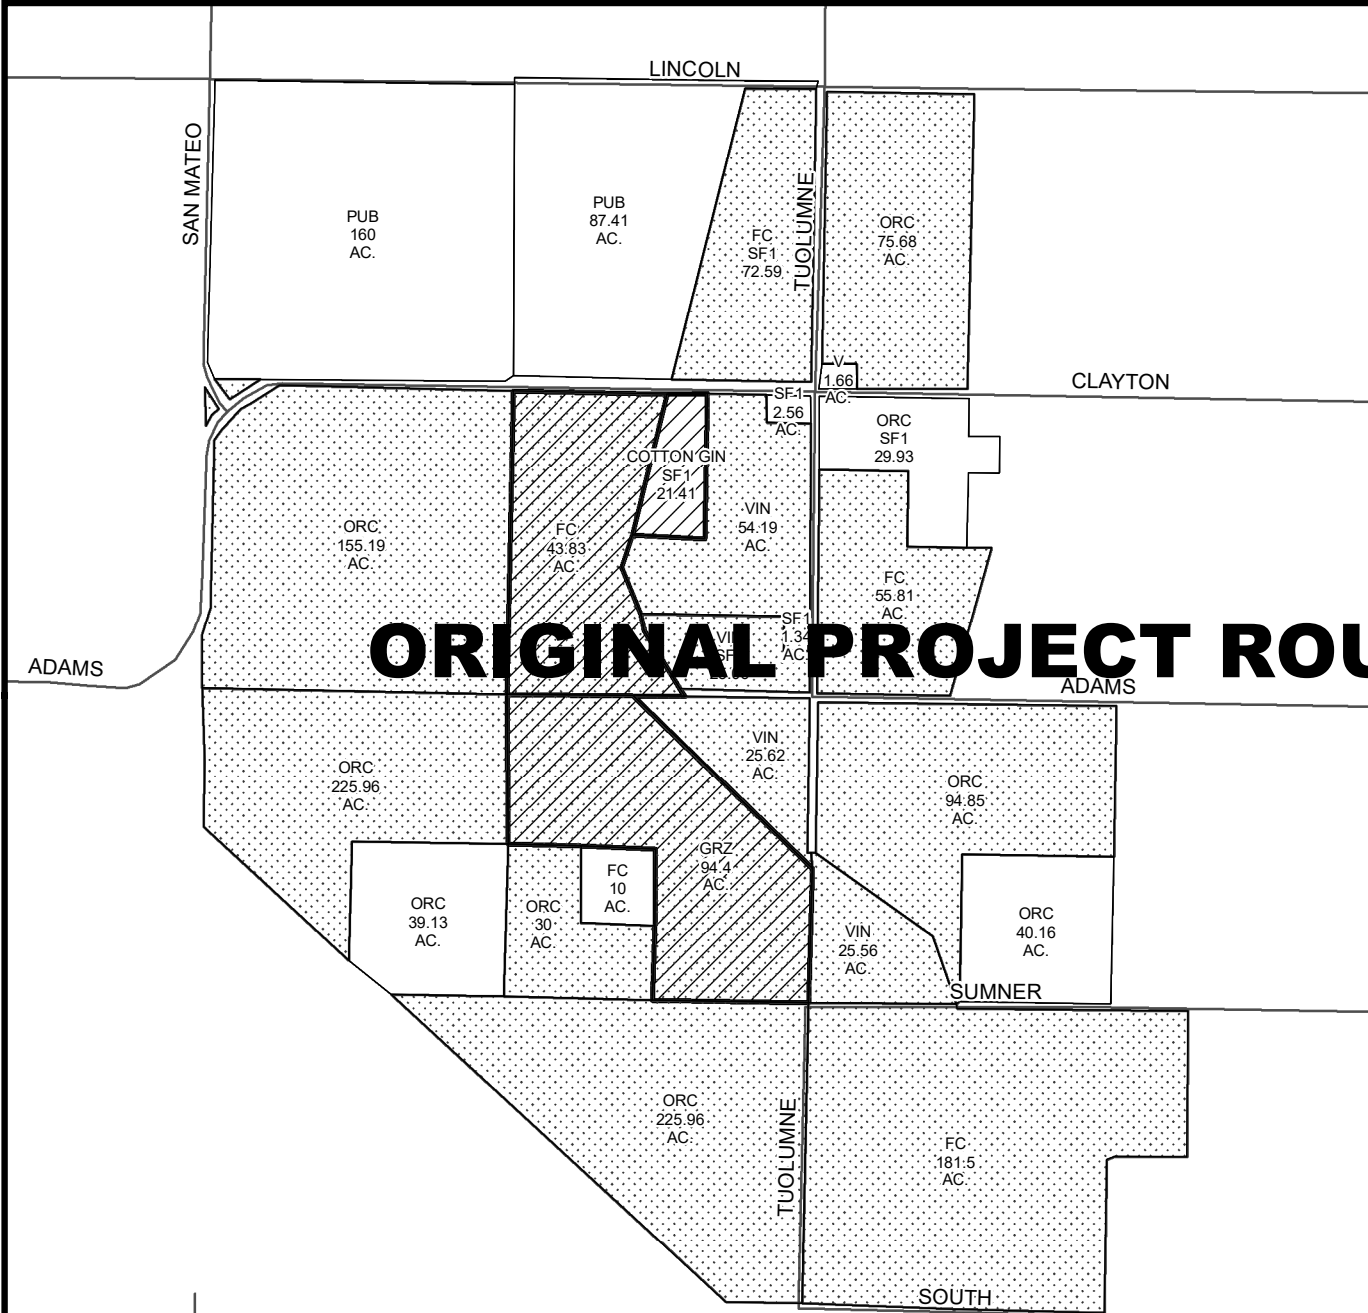 LINCOLN
SAN MATEO
PUB
160
AC.
PUB
87.41
AC.
FC
SF1
72.59
TUOLUMNE
ORC
75.68
AC.
V
1.66
AC.
CLAYTON
SF1
2.56
AC.
ORC
SF1
29.93
COTTON GIN
SF1
21.41
ORC
155.19
AC.
FC
43.83
AC.
VIN
54.19
AC.
FC
55.81
AC.
SF1
1.34
AC.
ORIGINAL PROJECT ROU
ADAMS
ADAMS
VIN
25.62
AC.
ORC
225.96
AC.
ORC
94.85
AC.
GRZ
94.4
AC.
FC
10
AC.
ORC
39.13
AC.
ORC
30
AC.
VIN
25.56
AC.
ORC
40.16
AC.
SUMNER
ORC
225.96
AC.
TUOLUMNE
FC
181.5
AC.
SOUTH